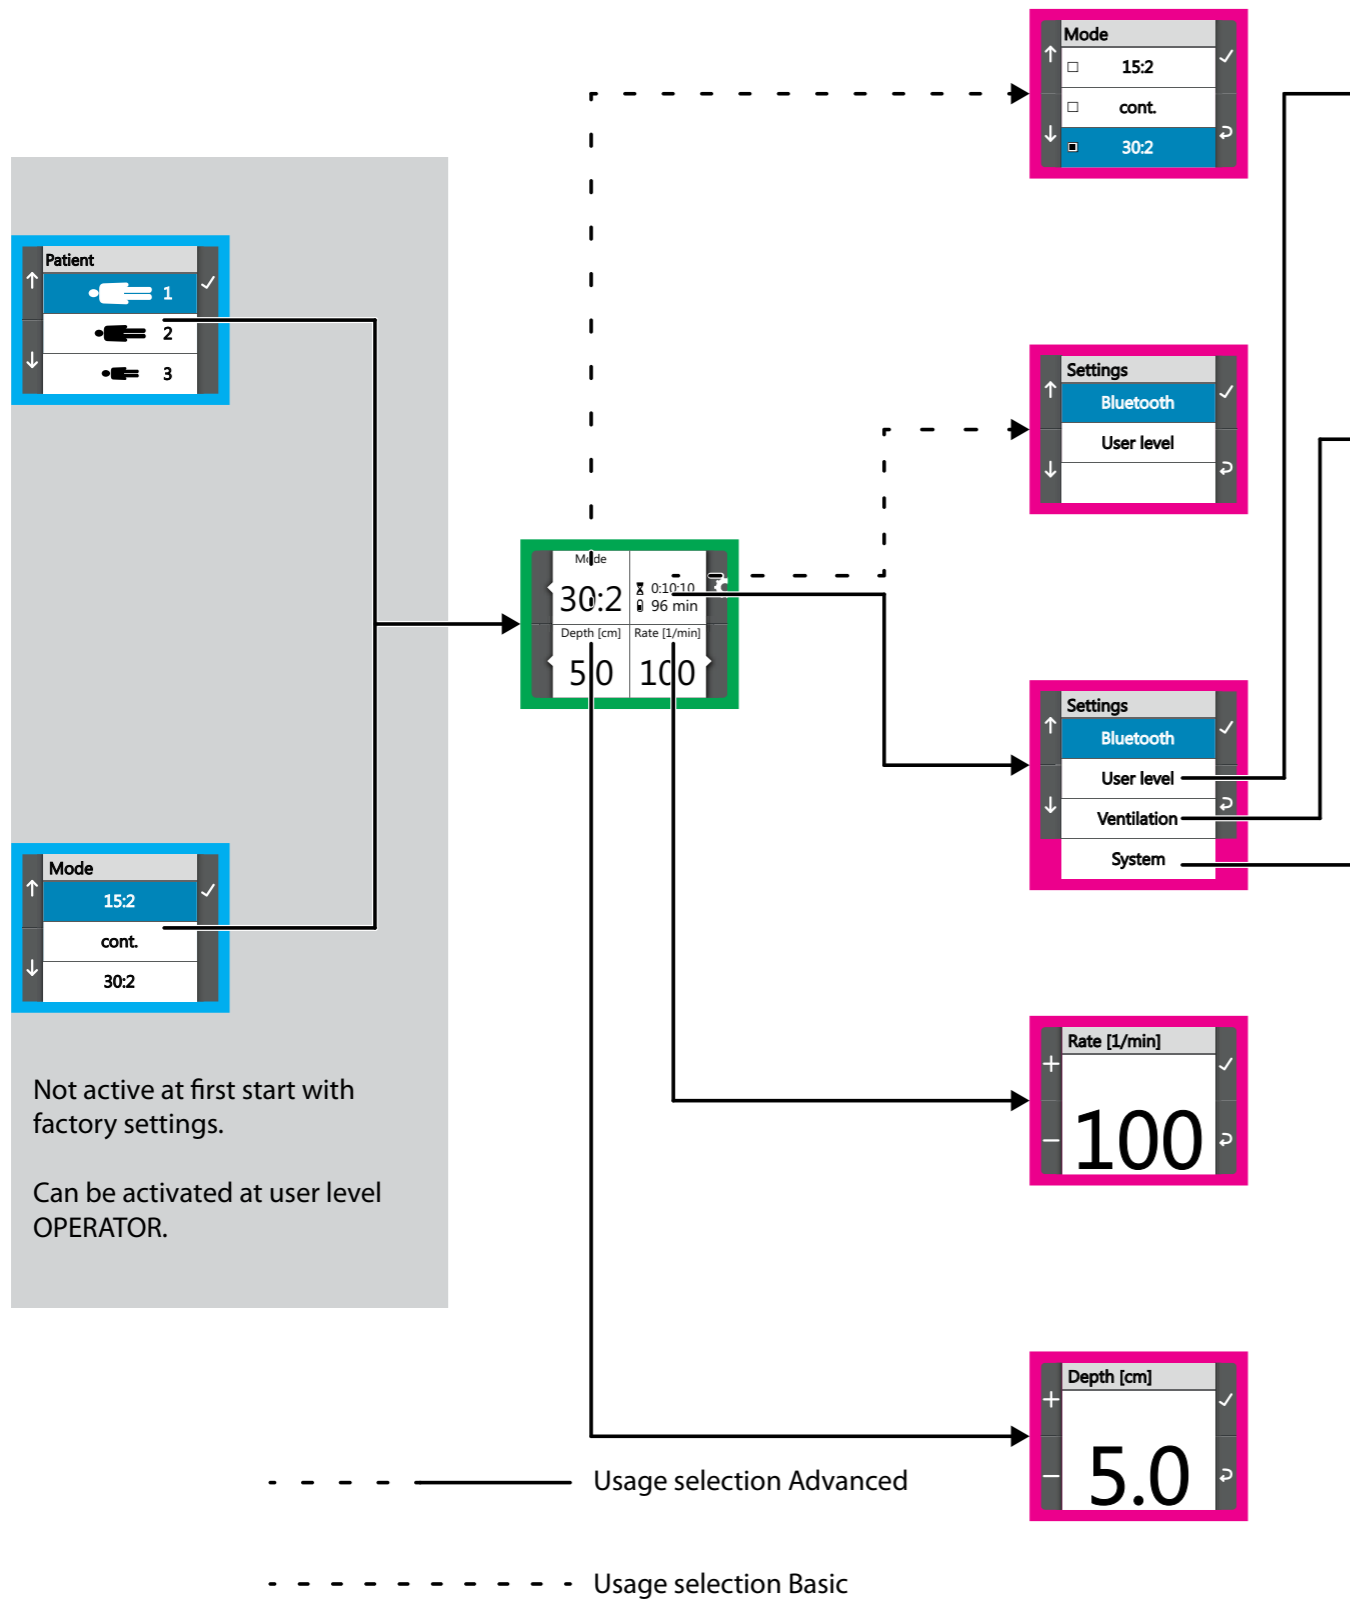 Mode
15:2
cont.
30:2
Patient
1
2
3
Settings
Bluetooth
User level
Mode
30:2
0:10:10
96 min
Depth [cm]
Rate [1/min]
5.0
100
Settings
Bluetooth
User level
Ventilation
System
Mode
15:2
cont.
30:2
Not active at first start with
factory settings.
Can be activated at user level
OPERATOR.
Rate [1/min]
100
Depth [cm]
5.0
Usage selection Advanced
Usage selection Basic